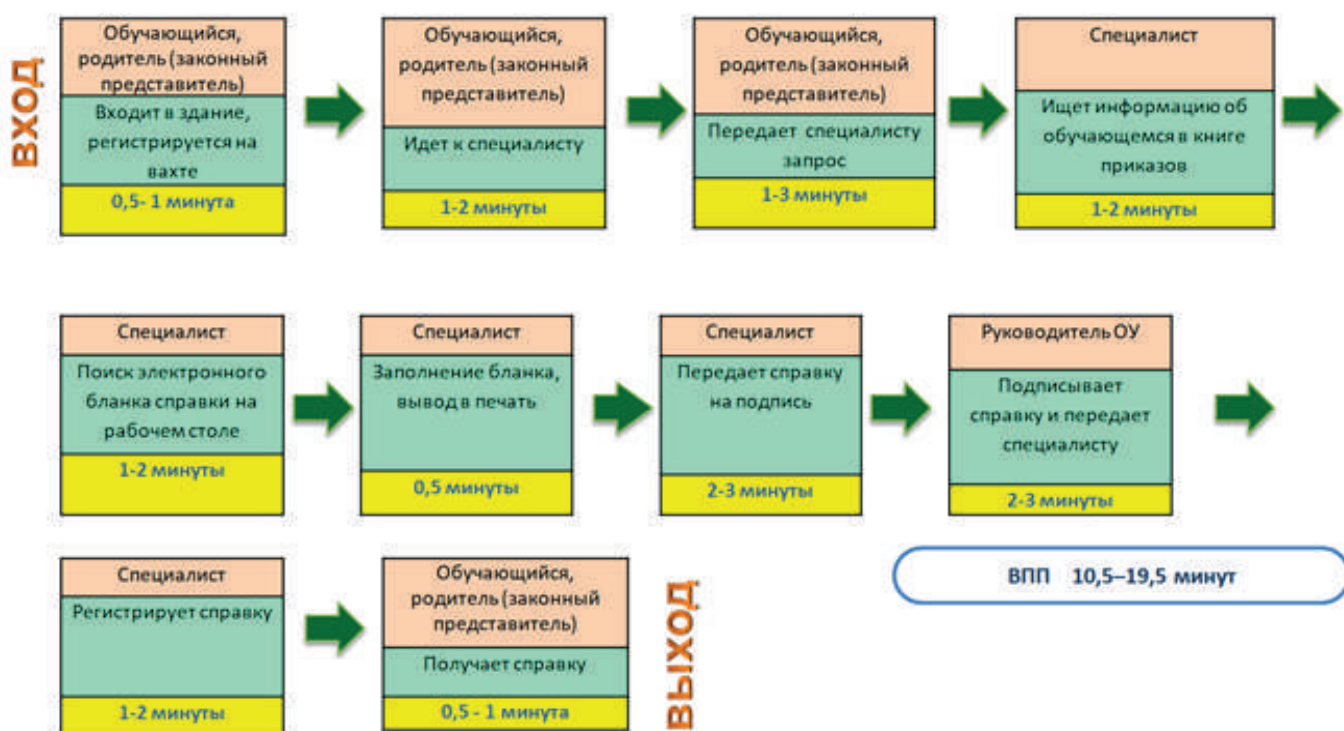 ВХОД
Обучающийся,
родитель (законный
представитель)
Входит в здание,
регистрируется на
вахте
0,5- 1 минута
Обучающийся,
родитель (законный
представитель)
Идет к специалисту
1-2 минуты
Обучающийся,
родитель (законный
представитель)
Передает специалисту
запрос
1-3 минуты
Специалист
Ищет информацию об
обучающемся в книге
приказов
1-2 минуты
Специалист
Поиск электронного
бланка справки на
рабочем столе
1-2 минуты
Специалист
Заполнение бланка,
вывод в печать
0,5 минуты
Специалист
Передает справку
на подпись
2-3 минуты
Руководитель ОУ
Подписывает
справку и передает
специалисту
2-3 минуты
Специалист
Регистрирует справку
1-2 минуты
Обучающийся,
родитель (законный
представитель)
Получает справку
0,5 - 1 минута
ВЫХОД
ВПП 10,5–19,5 минут